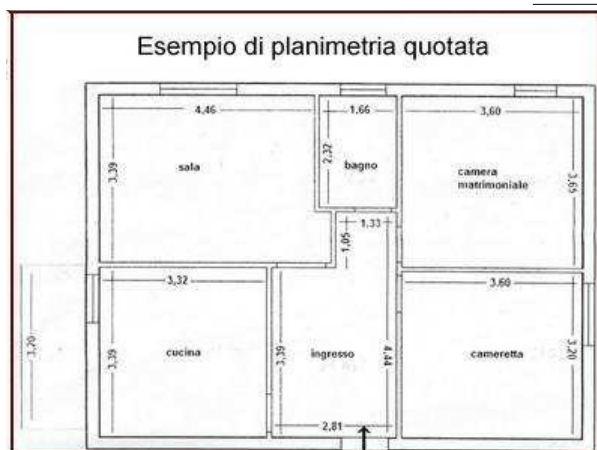 Esempio di planimetria quotata
4,46
1,66
3,60
3,39
sala
2,32
bagno
camera
matrimoniale
3,65
1,05
1,33
3,32
3,60
3,20
3,39
cucina
3,39
ingresso
4,44
cameretta
3,20
2,81